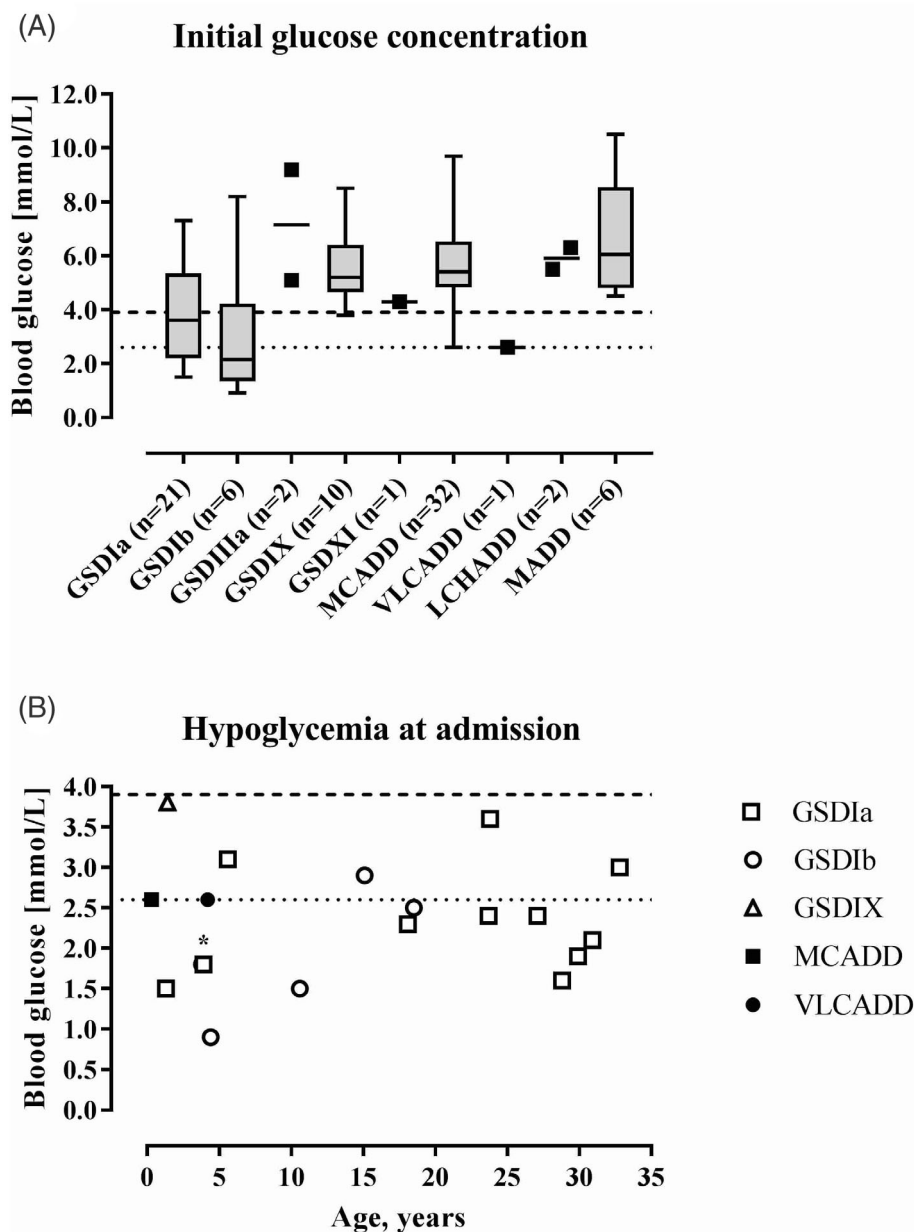 (A)
Initial glucose concentration
Blood glucose [mmol/L]
12.0
10.0
8.0
6.0
4.0
2.0
0.0
GSDIa (n=21)
GSDIb (n=6)
GSDIIIa (n=2)
GSDIX (n=10)
GSDXI (n=1)
MCADD (n=32)
VLCADD (n=1)
LCHADD (n=2)
MADD (n=6)
(B)
Hypoglycemia at admission
Blood glucose [mmol/L]
4.0
3.5
3.0
2.5
2.0
1.5
1.0
0.5
0.0
*
0 5 10 15 20 25 30 35
Age, years
GSDIa
GSDIb
GSDIX
MCADD
VLCADD